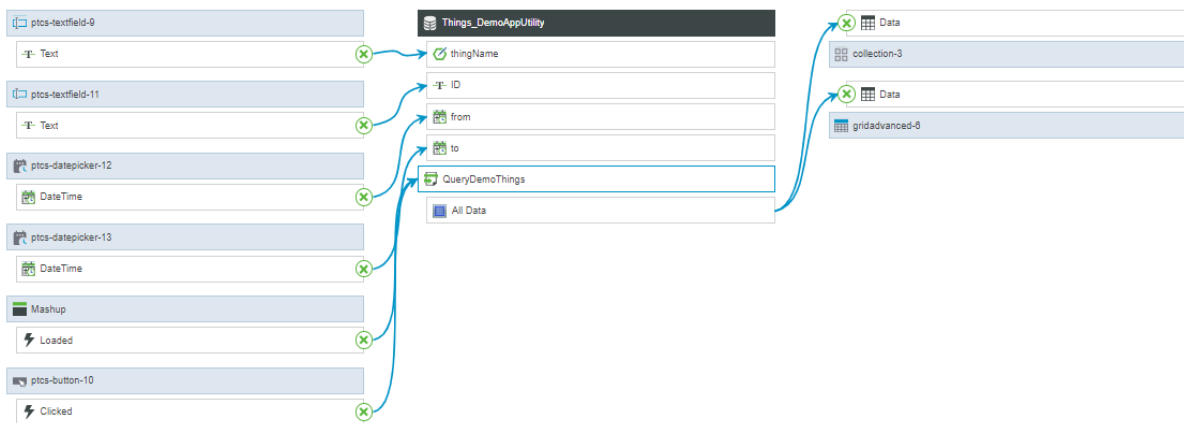 ptcs-textfield-9
Text
ptcs-textfield-11
Text
ptcs-datepicker-12
DateTime
ptcs-datepicker-13
DateTime
Mashup
Loaded
ptcs-button-10
Clicked
Things_DemoAppUtility
thingName
ID
from
to
QueryDemoThings
All Data
Data
collection-3
Data
gridadvanced-6